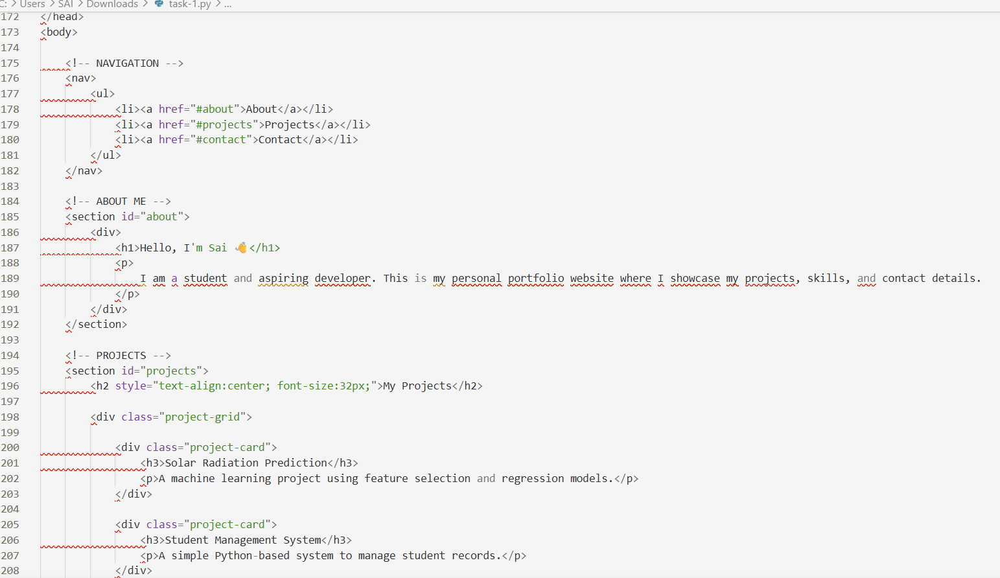 C: > Users > SAI > Downloads > task-1.py > ...
172 </head>
173 <body>
174
175 <!-- NAVIGATION -->
176 <nav>
177 <ul>
178 <li><a href="#about">About</a></li>
179 <li><a href="#projects">Projects</a></li>
180 <li><a href="#contact">Contact</a></li>
181 </ul>
182 </nav>
183
184 <!-- ABOUT ME -->
185 <section id="about">
186 <div>
187 <h1>Hello, I'm Sai 👋</h1>
188 <p>
189 I am a student and aspiring developer. This is my personal portfolio website where I showcase my projects, skills, and contact details.
190 </p>
191 </div>
192 </section>
193
194 <!-- PROJECTS -->
195 <section id="projects">
196 <h2 style="text-align:center; font-size:32px;">My Projects</h2>
197
198 <div class="project-grid">
199
200 <div class="project-card">
201 <h3>Solar Radiation Prediction</h3>
202 <p>A machine learning project using feature selection and regression models.</p>
203 </div>
204
205 <div class="project-card">
206 <h3>Student Management System</h3>
207 <p>A simple Python-based system to manage student records.</p>
208 </div>